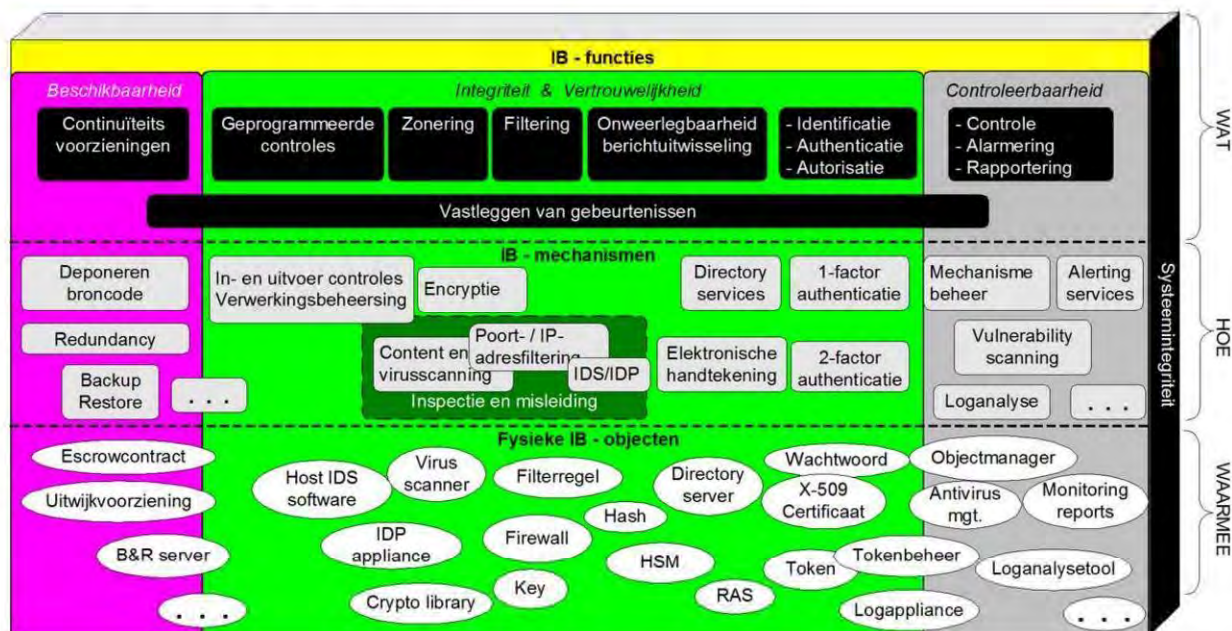 IB - functies
Beschikbaarheid
Integriteit & Vertrouwelijkheid
Controleerbaarheid
Continuïteits
voorzieningen
Geprogrammeerde
controles
Zonering
Filtering
Onweerlegbaarheid
berichtuitwisseling
- Identificatie
- Authenticatie
- Autorisatie
- Controle
- Alarmering
- Rapportering
Vastleggen van gebeurtenissen
WAT
IB - mechanismen
Deponeren
broncode
In- en uitvoer controles
Verwerkingsbeheersing
Encryptie
Directory
services
1-factor
authenticatie
Mechanisme
beheer
Alerting
services
Redundancy
Poort- / IP-
adresfiltering
Content en
virusscanning
IDS/IDP
Inspectie en misleiding
Elektronische
handtekening
2-factor
authenticatie
Vulnerability
scanning
Backup
Restore
. . .
Loganalyse
. . .
HOE
Systeemintegriteit
Fysieke IB - objecten
Escrowcontract
Uitwijkvoorziening
B&R server
. . .
Host IDS
software
Virus
scanner
Filterregel
Directory
server
Wachtwoord
Objectmanager
X-509
Certificaat
Antivirus
mgt.
Monitoring
reports
Hash
IDP
appliance
Firewall
HSM
Token
Tokenbeheer
Loganalysetool
Crypto library
Key
RAS
Logappliance
. . .
WAARMEE